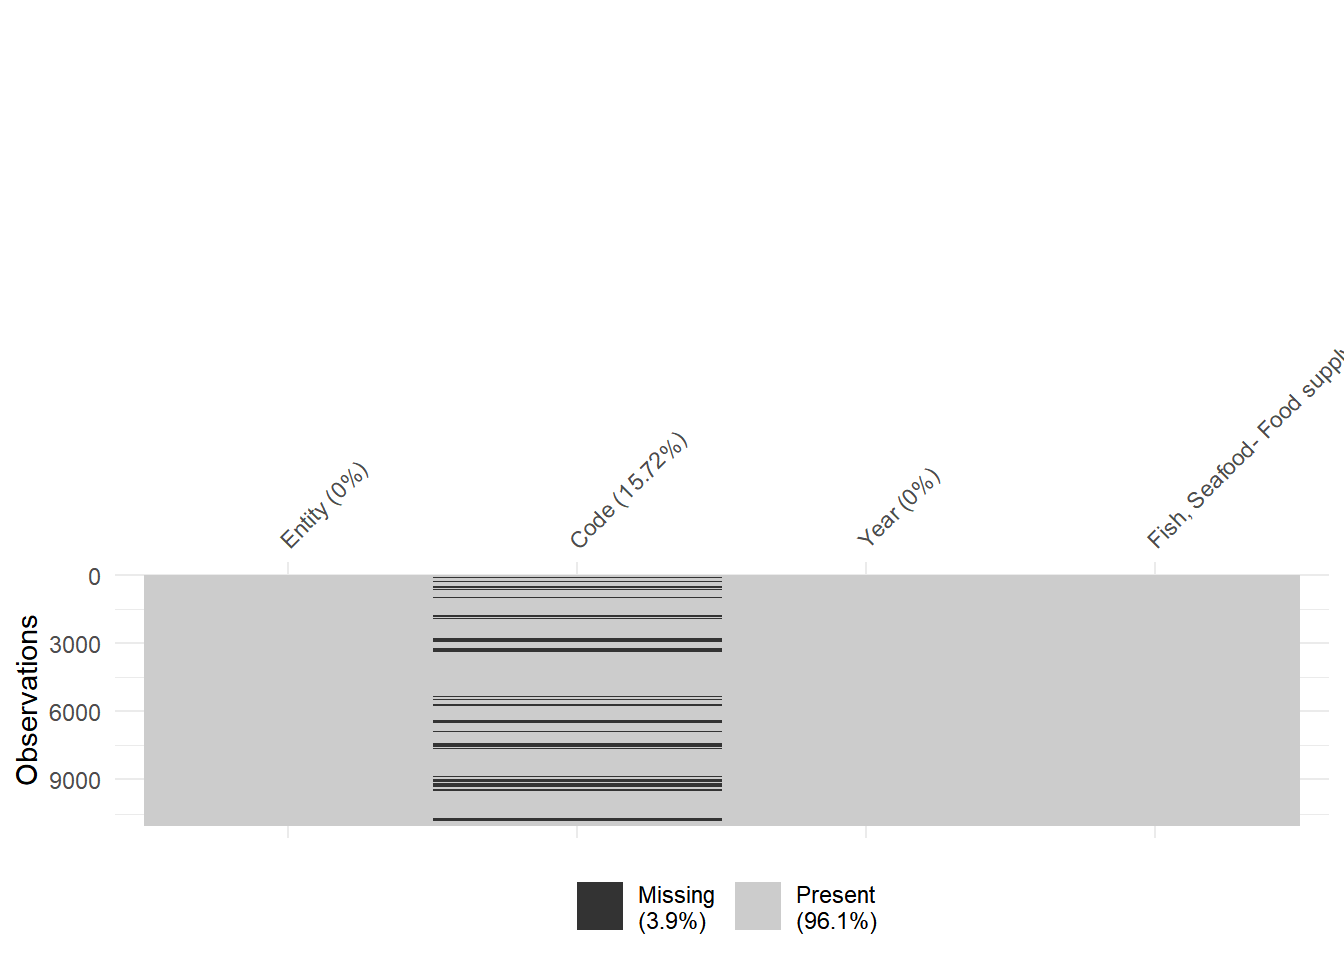 Entity (0%)
Code (15.72%)
Year (0%)
Fish, Seafood- Food supply
0
3000
6000
9000
Observations
Missing
(3.9%)
Present
(96.1%)